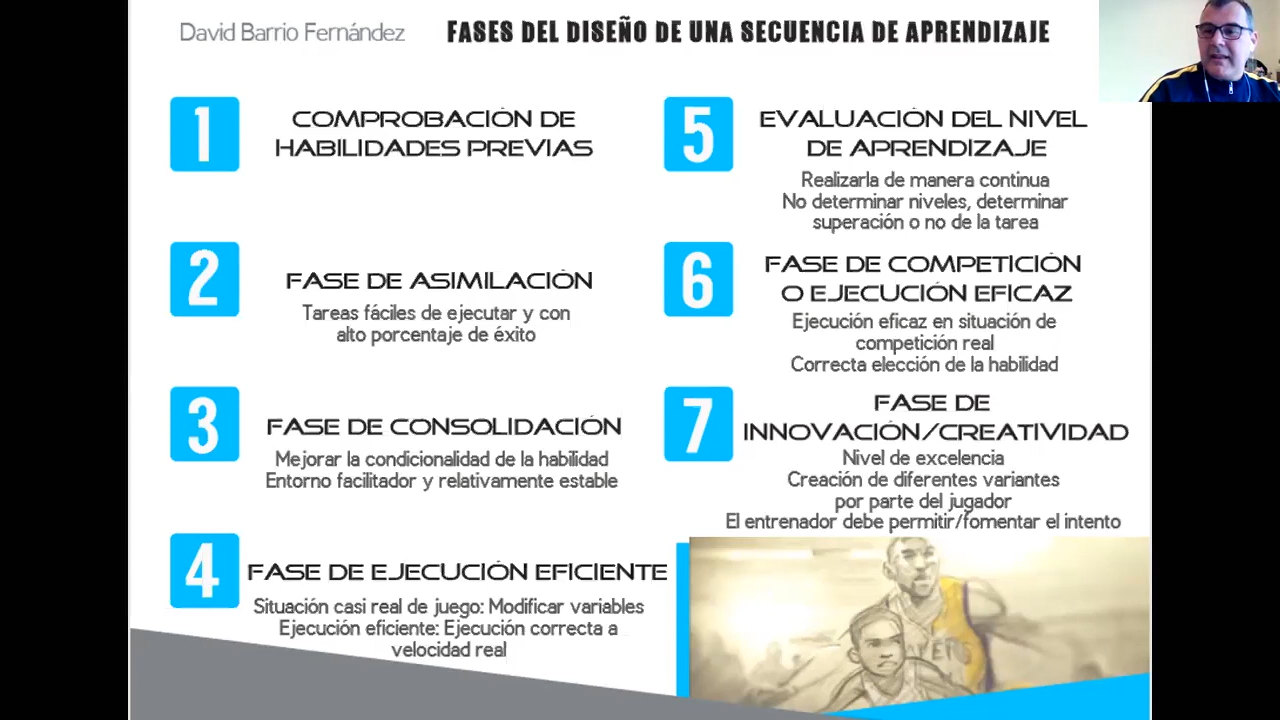 David Barrio Fernández
FASES DEL DISEÑO DE UNA SECUENCIA DE APRENDIZAJE
1
COMPROBACIÓN DE
HABILIDADES PREVIAS
2
FASE DE ASIMILACIÓN
Tareas fáciles de ejecutar y con
alto porcentaje de éxito
3
FASE DE CONSOLIDACIÓN
Mejorar la condicionalidad de la habilidad
Entorno facilitador y relativamente estable
4
FASE DE EJECUCIÓN EFICIENTE
Situación casi real de juego: Modificar variables
Ejecución eficiente: Ejecución correcta a
velocidad real
5
EVALUACIÓN DEL NIVEL
DE APRENDIZAJE
Realizarla de manera continua
No determinar niveles, determinar
superación o no de la tarea
6
FASE DE COMPETICIÓN
O EJECUCIÓN EFICAZ
Ejecución eficaz en situación de
competición real
Correcta elección de la habilidad
7
FASE DE
INNOVACIÓN/CREATIVIDAD
Nivel de excelencia
Creación de diferentes variantes
por parte del jugador
El entrenador debe permitir/fomentar el intento